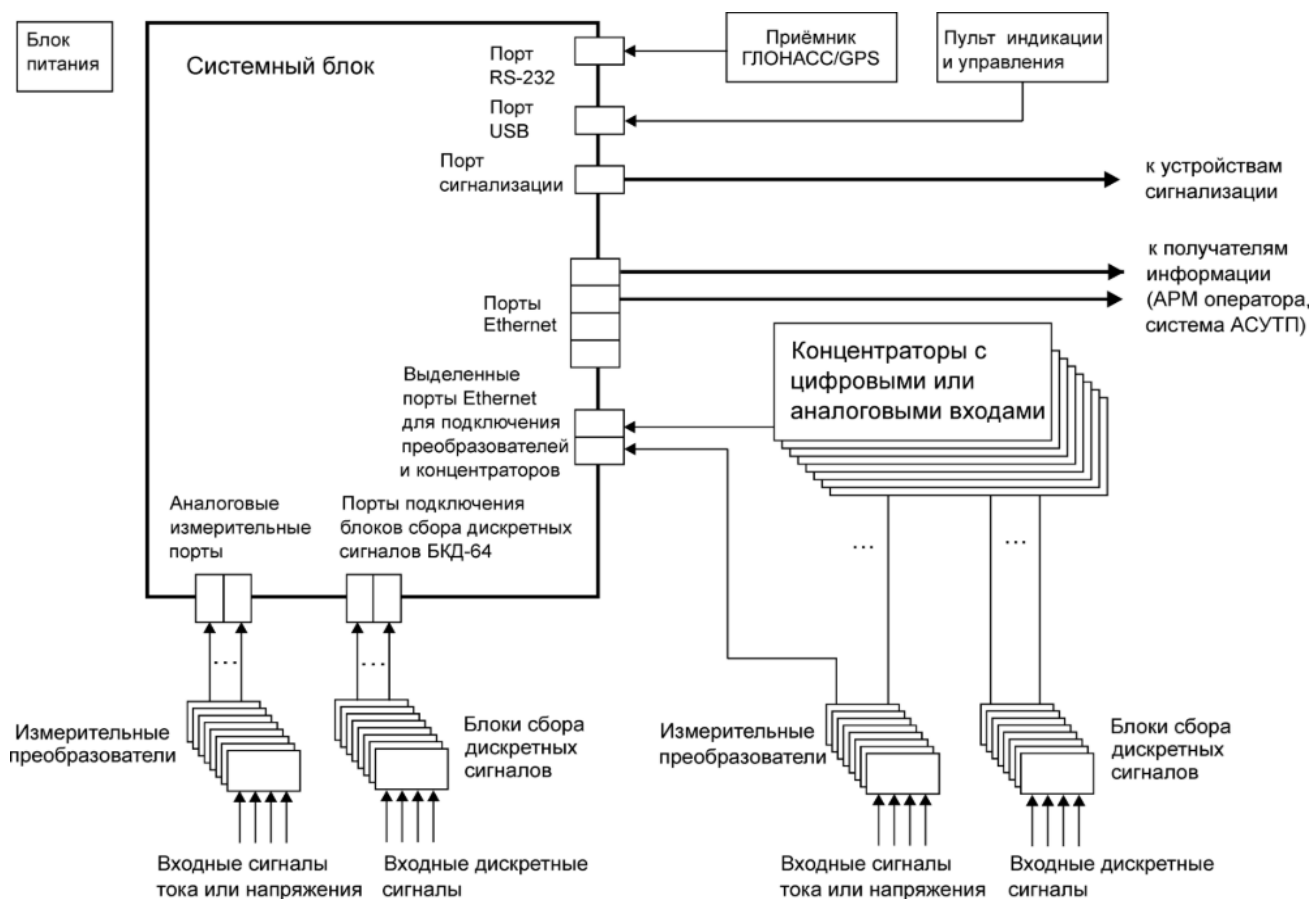 Блок
питания
Системный блок
Порт
RS-232
Приёмник
ГЛОНАСС/GPS
Пульт индикации
и управления
Порт
USB
Порт
сигнализации
к устройствам
сигнализации
к получателям
информации
(АРМ оператора,
система АСУТП)
Порты
Ethernet
Концентраторы с
цифровыми или
аналоговыми входами
Выделенные
порты Ethernet
для подключения
преобразователей
и концентраторов
Аналоговые
измерительные
порты
Порты подключения
блоков сбора дискретных
сигналов БКД-64
...
...
...
...
Измерительные
преобразователи
Блоки сбора
дискретных
сигналов
Измерительные
преобразователи
Блоки сбора
дискретных
сигналов
Входные сигналы
тока или напряжения
Входные дискретные
сигналы
Входные сигналы
тока или напряжения
Входные дискретные
сигналы